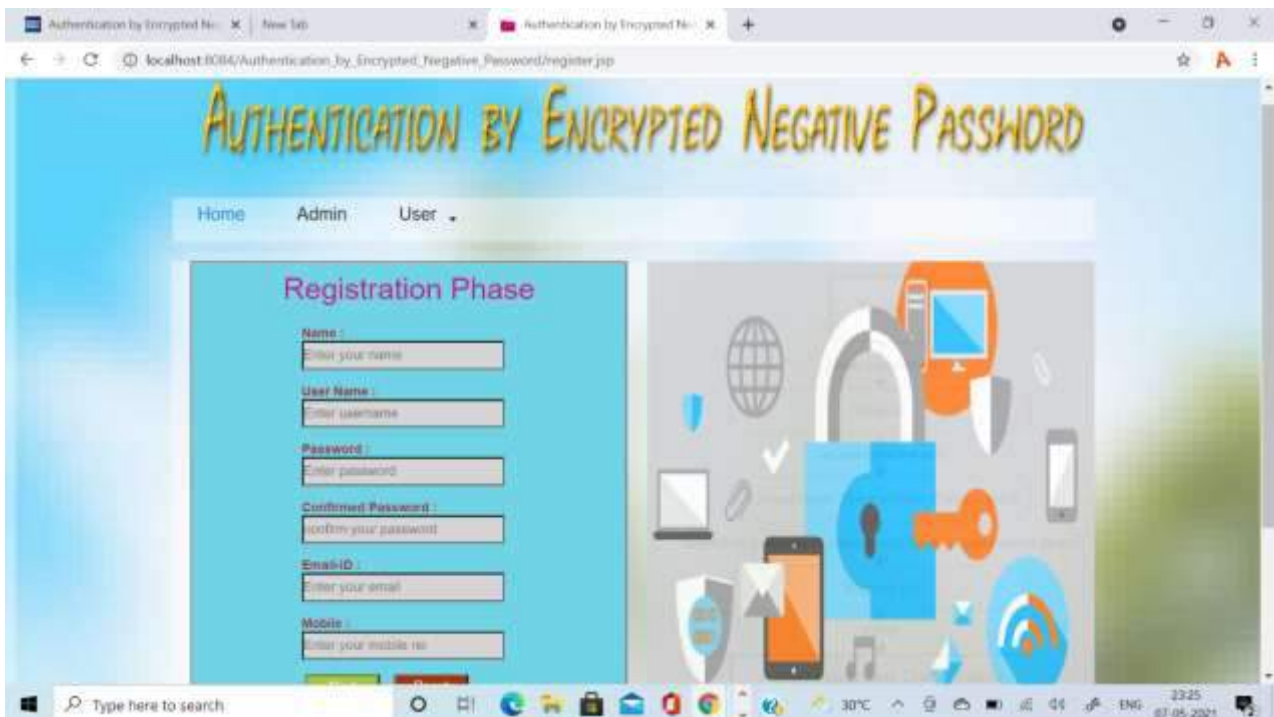 Authentication by Encrypted Ne
New Tab
Authentication by Encrypted Ne
localhost:8084/Authentication_by_Encrypted_Negative_Password/register.jsp
AUTHENTICATION BY ENCRYPTED NEGATIVE PASSWORD
Home Admin User
Registration Phase
Name :
Enter your name
User Name :
Enter username
Password :
Enter password
Confirmed Password :
confirm your password
Email-ID :
Enter your email
Mobile :
Enter your mobile no
Type here to search
30°C ENG 23:25
07-05-2021